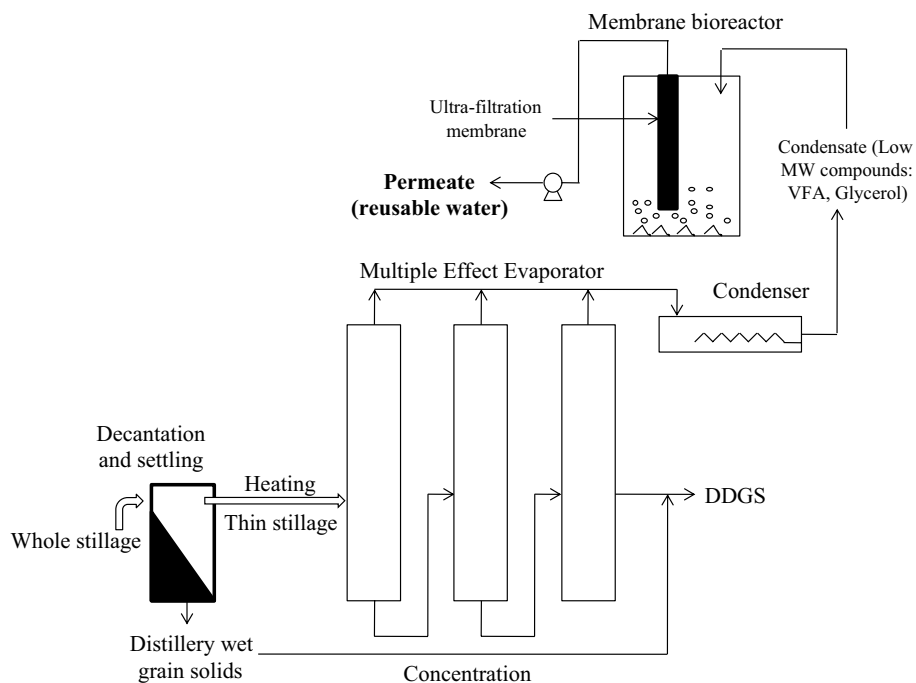 Membrane bioreactor
Ultra-filtration
membrane
Condensate (Low
MW compounds:
VFA, Glycerol)
Permeate
(reusable water)
Multiple Effect Evaporator
Condenser
Decantation
and settling
Heating
Thin stillage
DDGS
Whole stillage
Distillery wet
grain solids
Concentration